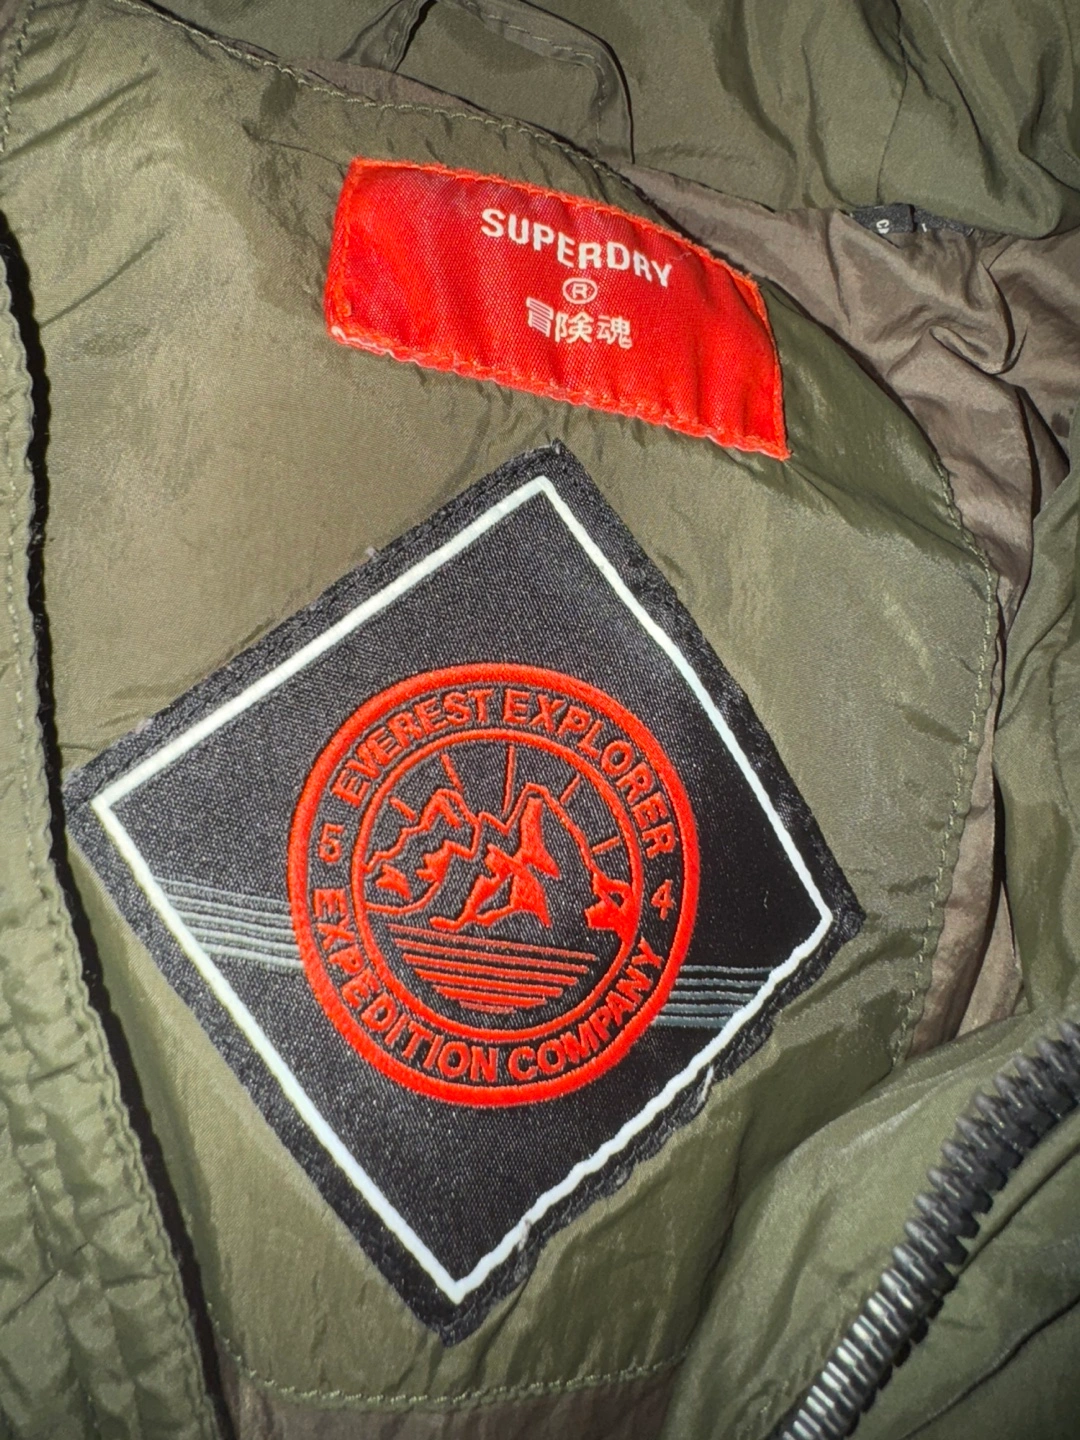 SUPERDRY
®
冒険魂
EVEREST EXPLORER
5 4
EXPEDITION COMPANY